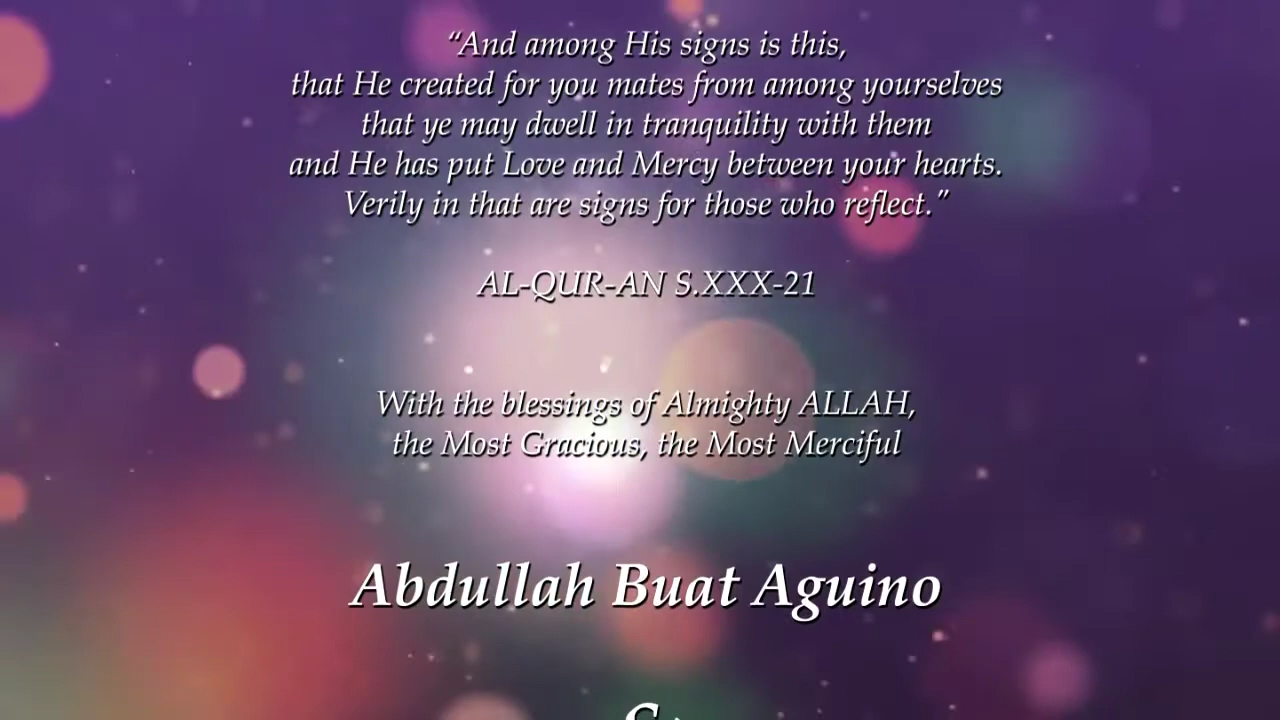 “And among His signs is this,
that He created for you mates from among yourselves
that ye may dwell in tranquility with them
and He has put Love and Mercy between your hearts.
Verily in that are signs for those who reflect.”
AL-QUR-AN S.XXX-21
With the blessings of Almighty ALLAH,
the Most Gracious, the Most Merciful
Abdullah Buat Aguino